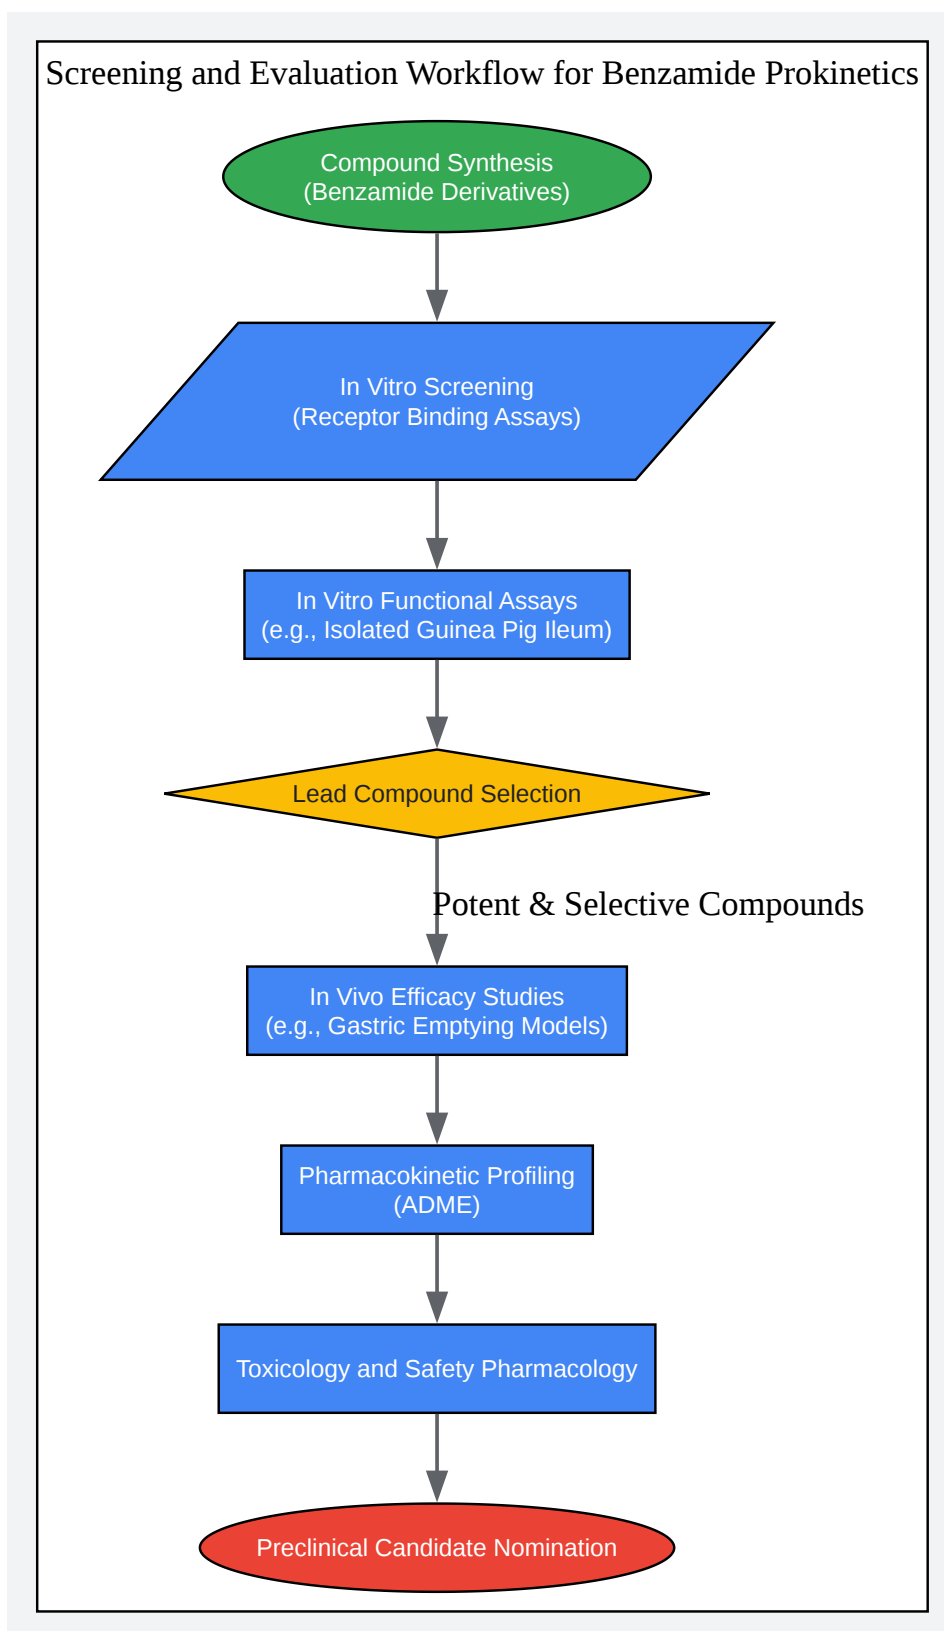 Screening and Evaluation Workflow for Benzamide Prokinetics
Compound Synthesis
(Benzamide Derivatives)
In Vitro Screening
(Receptor Binding Assays)
In Vitro Functional Assays
(e.g., Isolated Guinea Pig Ileum)
Lead Compound Selection
Potent & Selective Compounds
In Vivo Efficacy Studies
(e.g., Gastric Emptying Models)
Pharmacokinetic Profiling
(ADME)
Toxicology and Safety Pharmacology
Preclinical Candidate Nomination